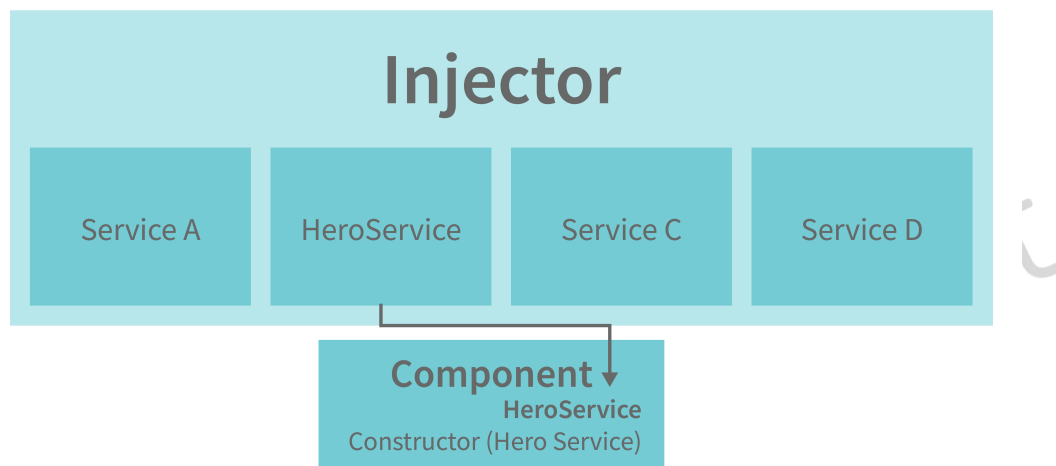 Injector
Service A
HeroService
Service C
Service D
Component
HeroService
Constructor (Hero Service)